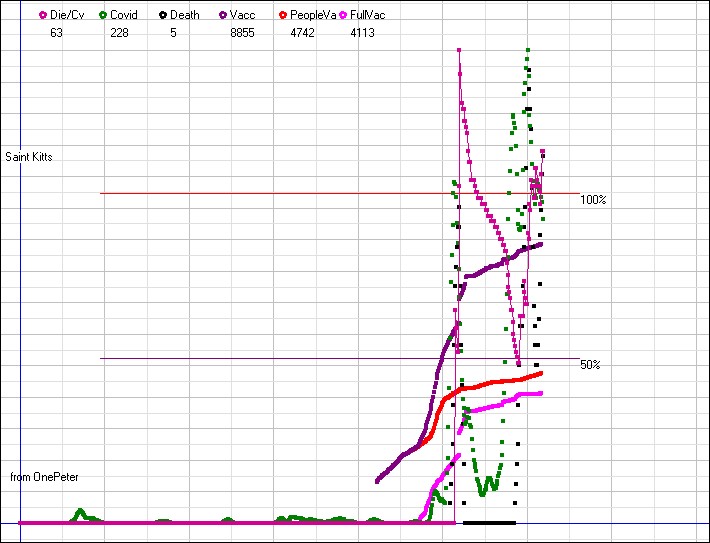 Die/Cv Covid Death Vacc PeopleVa FullVac
63 228 5 8855 4742 4113
Saint Kitts
100%
50%
from OnePeter